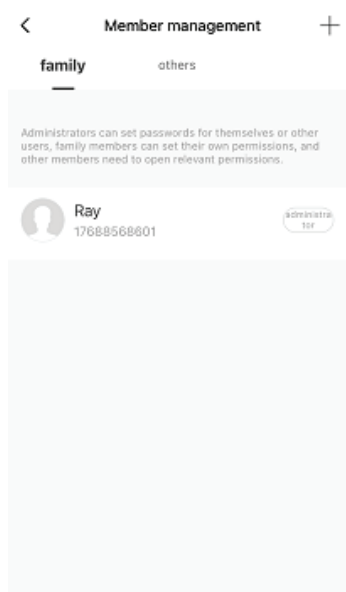 Member management
family
others
Administrators can set passwords for themselves or other
users, family members can set their own permissions, and
other members need to open relevant permissions.
Ray
17688568601
administra
tor